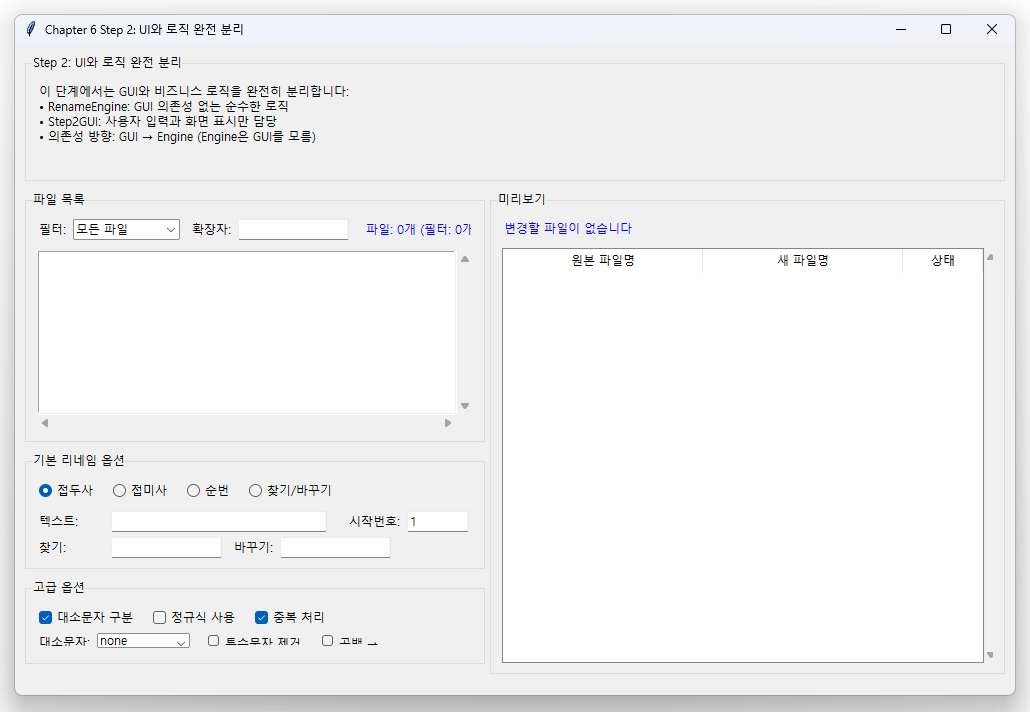 Chapter 6 Step 2: UI와 로직 완전 분리
Step 2: UI와 로직 완전 분리
이 단계에서는 GUI와 비즈니스 로직을 완전히 분리합니다:
• RenameEngine: GUI 의존성 없는 순수한 로직
• Step2GUI: 사용자 입력과 화면 표시만 담당
• 의존성 방향: GUI → Engine (Engine은 GUI를 모름)
파일 목록
필터: 모든 파일 확장자: 파일: 0개 (필터: 0개
기본 리네임 옵션
접두사 접미사 순번 찾기/바꾸기
텍스트: 시작번호: 1
찾기: 바꾸기:
고급 옵션
대소문자 구분 정규식 사용 중복 처리
대소문자: none 특수문자 제거 공백 →
미리보기
변경할 파일이 없습니다
원본 파일명 새 파일명 상태